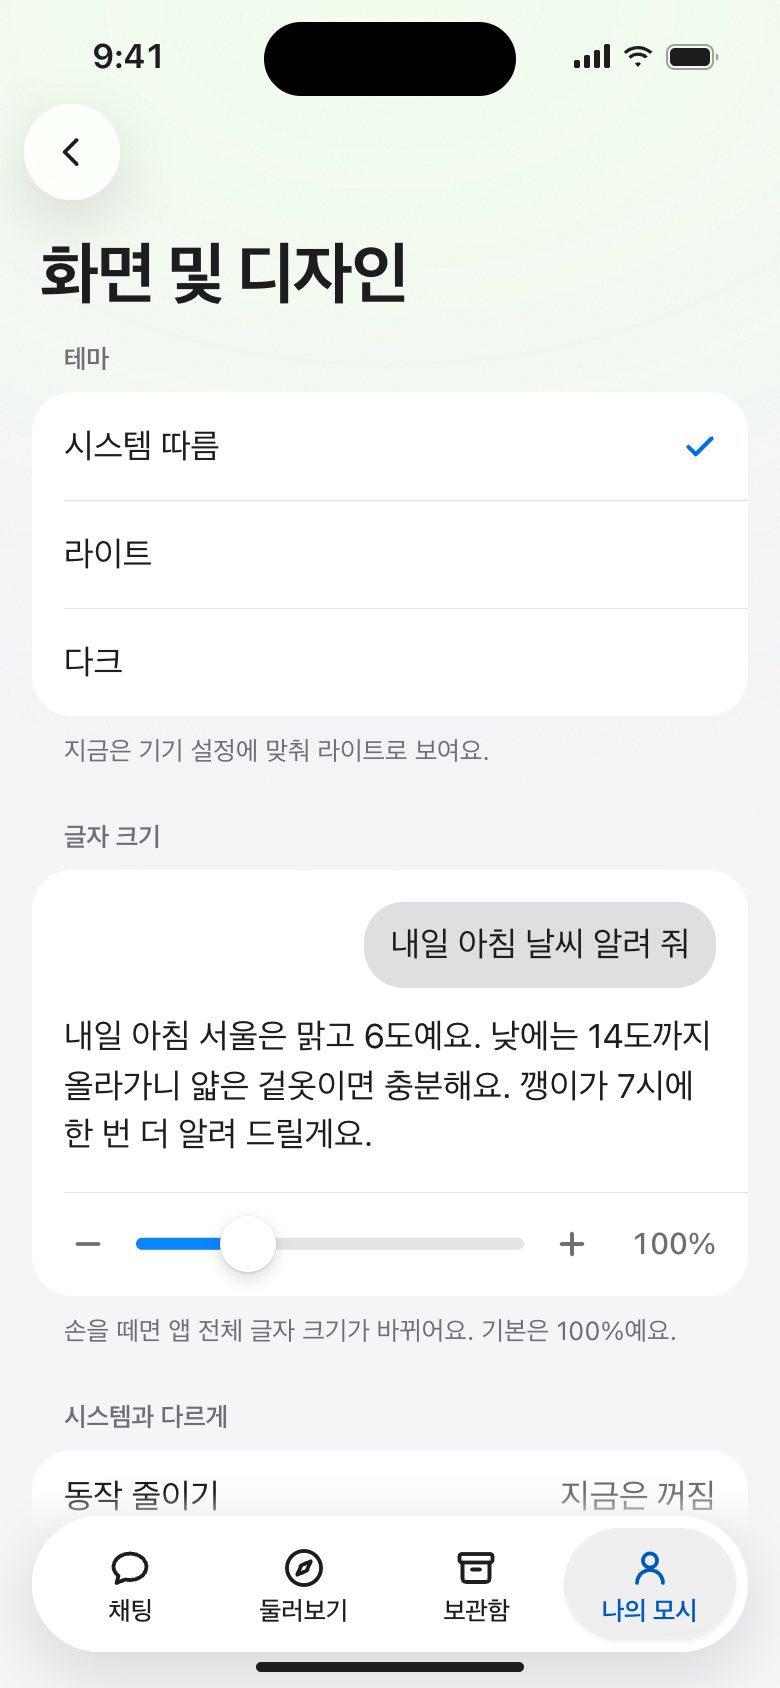 9:41
화면 및 디자인
테마
시스템 따름
라이트
다크
지금은 기기 설정에 맞춰 라이트로 보여요.
글자 크기
내일 아침 날씨 알려 줘
내일 아침 서울은 맑고 6도예요. 낮에는 14도까지
올라가니 얇은 겉옷이면 충분해요. 깽이가 7시에
한 번 더 알려 드릴게요.
100%
손을 떼면 앱 전체 글자 크기가 바뀌어요. 기본은 100%예요.
시스템과 다르게
동작 줄이기 지금은 꺼짐
채팅 둘러보기 보관함 나의 모시